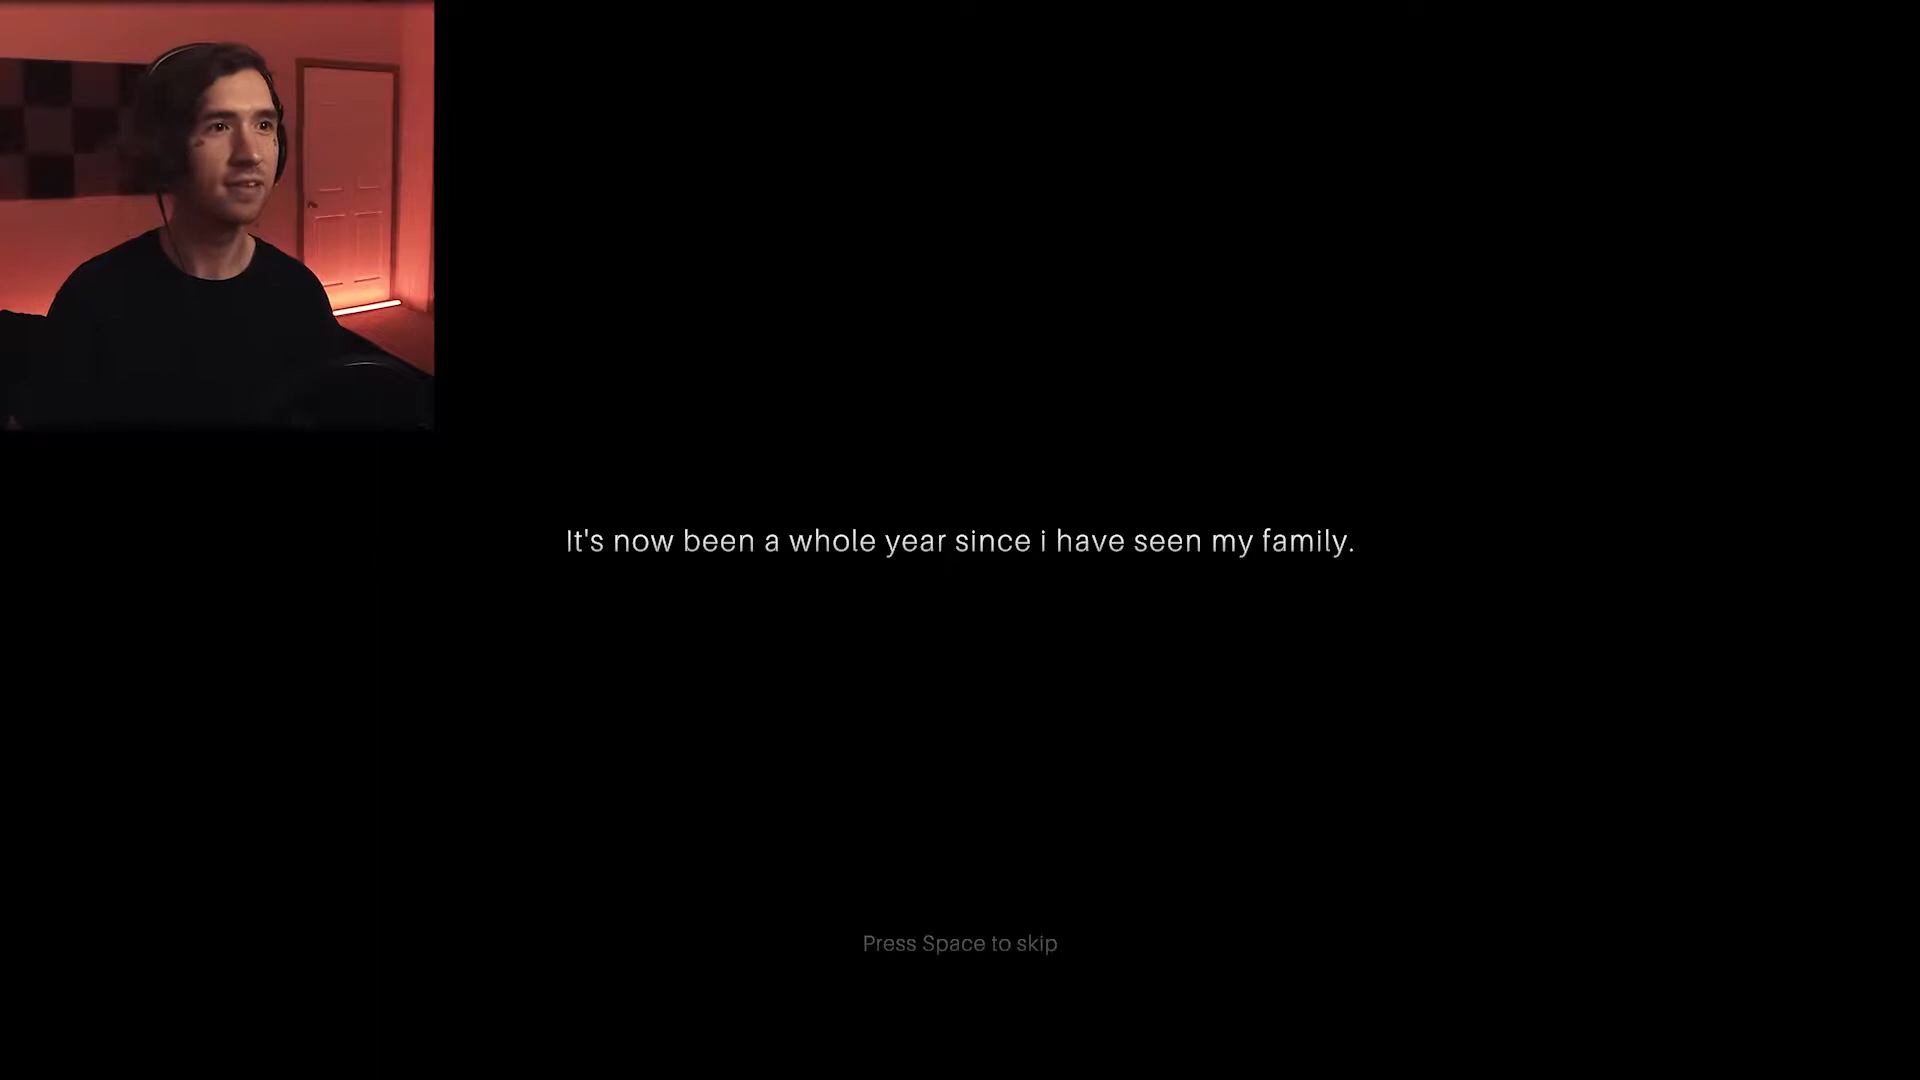 It's now been a whole year since i have seen my family.
Press Space to skip